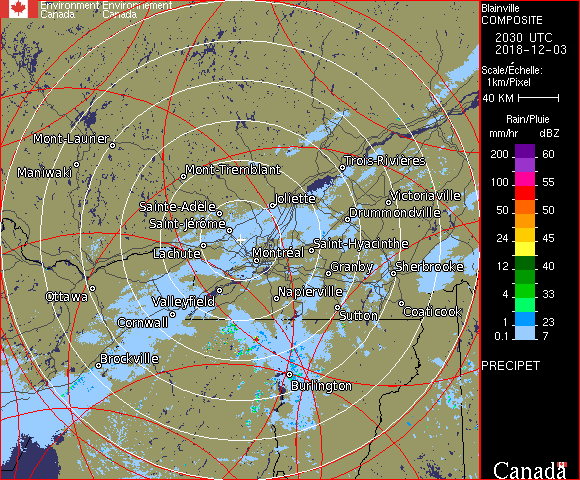 Environment Environnement
Canada Canada
Blainville
COMPOSITE
2030 UTC
2018-12-03
Scale/Échelle:
1km/Pixel
40 KM
Rain/Pluie
mm/hr dBZ
200 60
150 57
100 55
50 50
24 45
12 40
4 33
1 23
0.1 7
PRECIPET
Canada
Mont-Laurier
Maniwaki
Mont-Tremblant
Trois-Rivières
Joliette
Victoriaville
Sainte-Adèle
Drummondville
Saint-Jérôme
Saint-Hyacinthe
Lachute
Montréal
Granby
Sherbrooke
Ottawa
Valleyfield
Napierville
Coaticook
Cornwall
Sutton
Brockville
Burlington